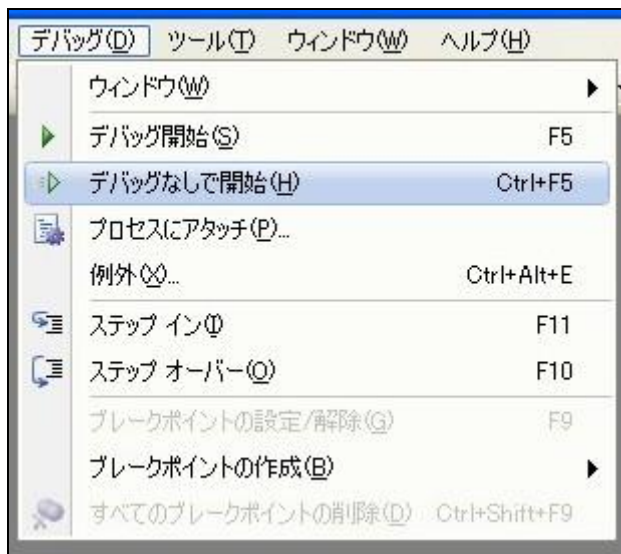 デバッグ(D) ツール(T) ウィンドウ(W) ヘルプ(H)
ウィンドウ(W)
デバッグ開始(S) F5
デバッグなしで開始(H) Ctrl+F5
プロセスにアタッチ(P)...
例外(X)... Ctrl+Alt+E
ステップ イン(I) F11
ステップ オーバー(O) F10
ブレークポイントの設定/解除(G) F9
ブレークポイントの作成(B)
すべてのブレークポイントの削除(D) Ctrl+Shift+F9